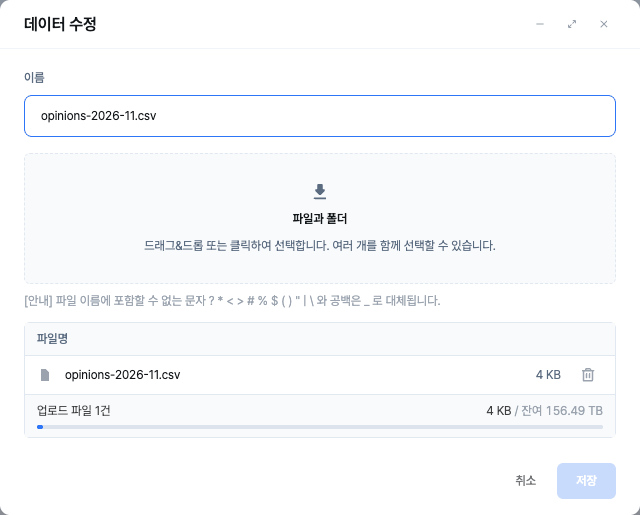 데이터 수정
이름
opinions-2026-11.csv
파일과 폴더
드래그&드롭 또는 클릭하여 선택합니다. 여러 개를 함께 선택할 수 있습니다.
[안내] 파일 이름에 포함할 수 없는 문자 ? * < > # % $ ( ) " | \ 와 공백은 _ 로 대체됩니다.
파일명
opinions-2026-11.csv 4 KB
업로드 파일 1건 4 KB / 잔여 156.49 TB
취소 저장